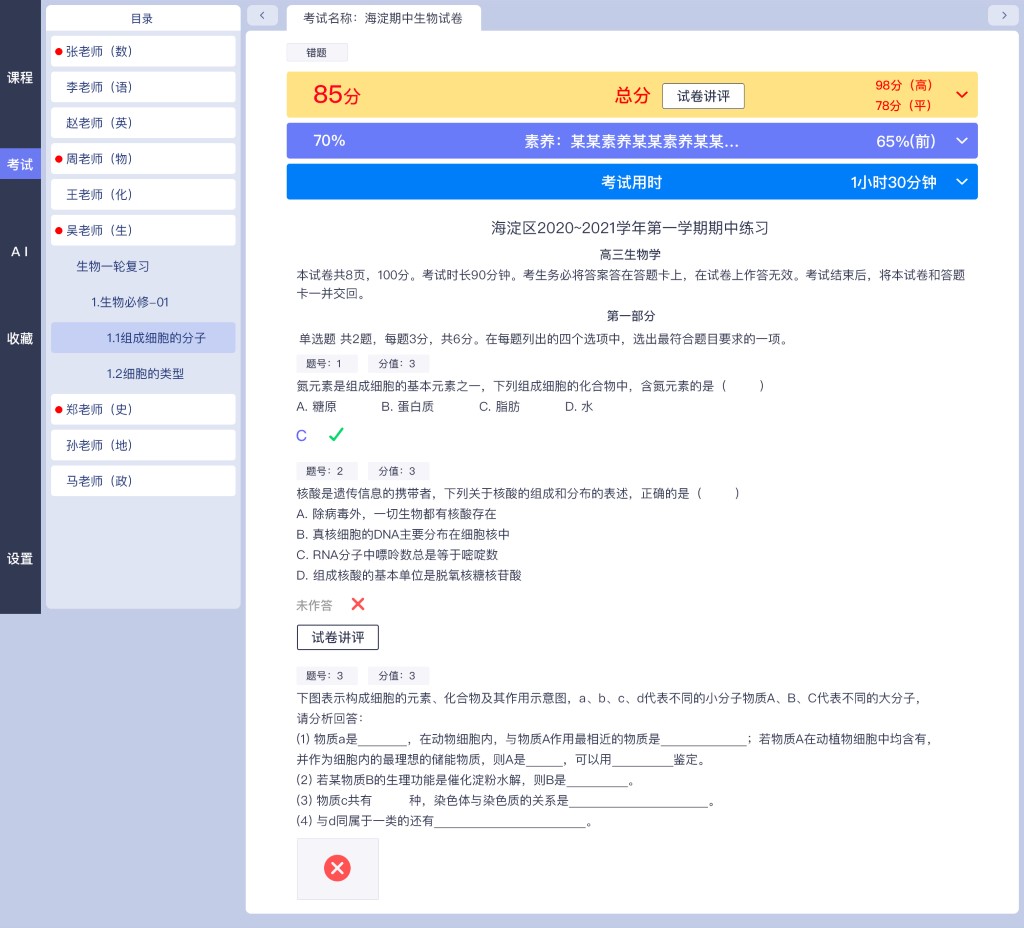 课程
考试
A I
收藏
设置
目录
张老师（数）
李老师（语）
赵老师（英）
周老师（物）
王老师（化）
吴老师（生）
生物一轮复习
1.生物必修-01
1.1组成细胞的分子
1.2细胞的类型
郑老师（史）
孙老师（地）
马老师（政）
考试名称：海淀期中生物试卷
错题
85分 总分 试卷讲评 98分（高）
78分（平）
70% 素养：某某素养某某素养某某... 65%(前)
考试用时 1小时30分钟
海淀区2020~2021学年第一学期期中练习
高三生物学
本试卷共8页，100分。考试时长90分钟。考生务必将答案答在答题卡上，在试卷上作答无效。考试结束后，将本试卷和答题
卡一并交回。
第一部分
单选题 共2题，每题3分，共6分。在每题列出的四个选项中，选出最符合题目要求的一项。
题号：1 分值：3
氮元素是组成细胞的基本元素之一，下列组成细胞的化合物中，含氮元素的是（ ）
A. 糖原 B. 蛋白质 C. 脂肪 D. 水
C
题号：2 分值：3
核酸是遗传信息的携带者，下列关于核酸的组成和分布的表述，正确的是（ ）
A. 除病毒外，一切生物都有核酸存在
B. 真核细胞的DNA主要分布在细胞核中
C. RNA分子中嘌呤数总是等于嘧啶数
D. 组成核酸的基本单位是脱氧核糖核苷酸
未作答
试卷讲评
题号：3 分值：3
下图表示构成细胞的元素、化合物及其作用示意图，a、b、c、d代表不同的小分子物质A、B、C代表不同的大分子，
请分析回答：
(1) 物质a是________，在动物细胞内，与物质A作用最相近的物质是______________；若物质A在动植物细胞中均含有，
并作为细胞内的最理想的储能物质，则A是______，可以用__________鉴定。
(2) 若某物质B的生理功能是催化淀粉水解，则B是__________。
(3) 物质c共有 种，染色体与染色质的关系是_______________________。
(4) 与d同属于一类的还有_________________________。